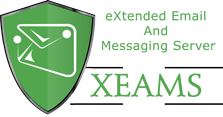 eXtended Email
And
Messaging Server
XEAMS